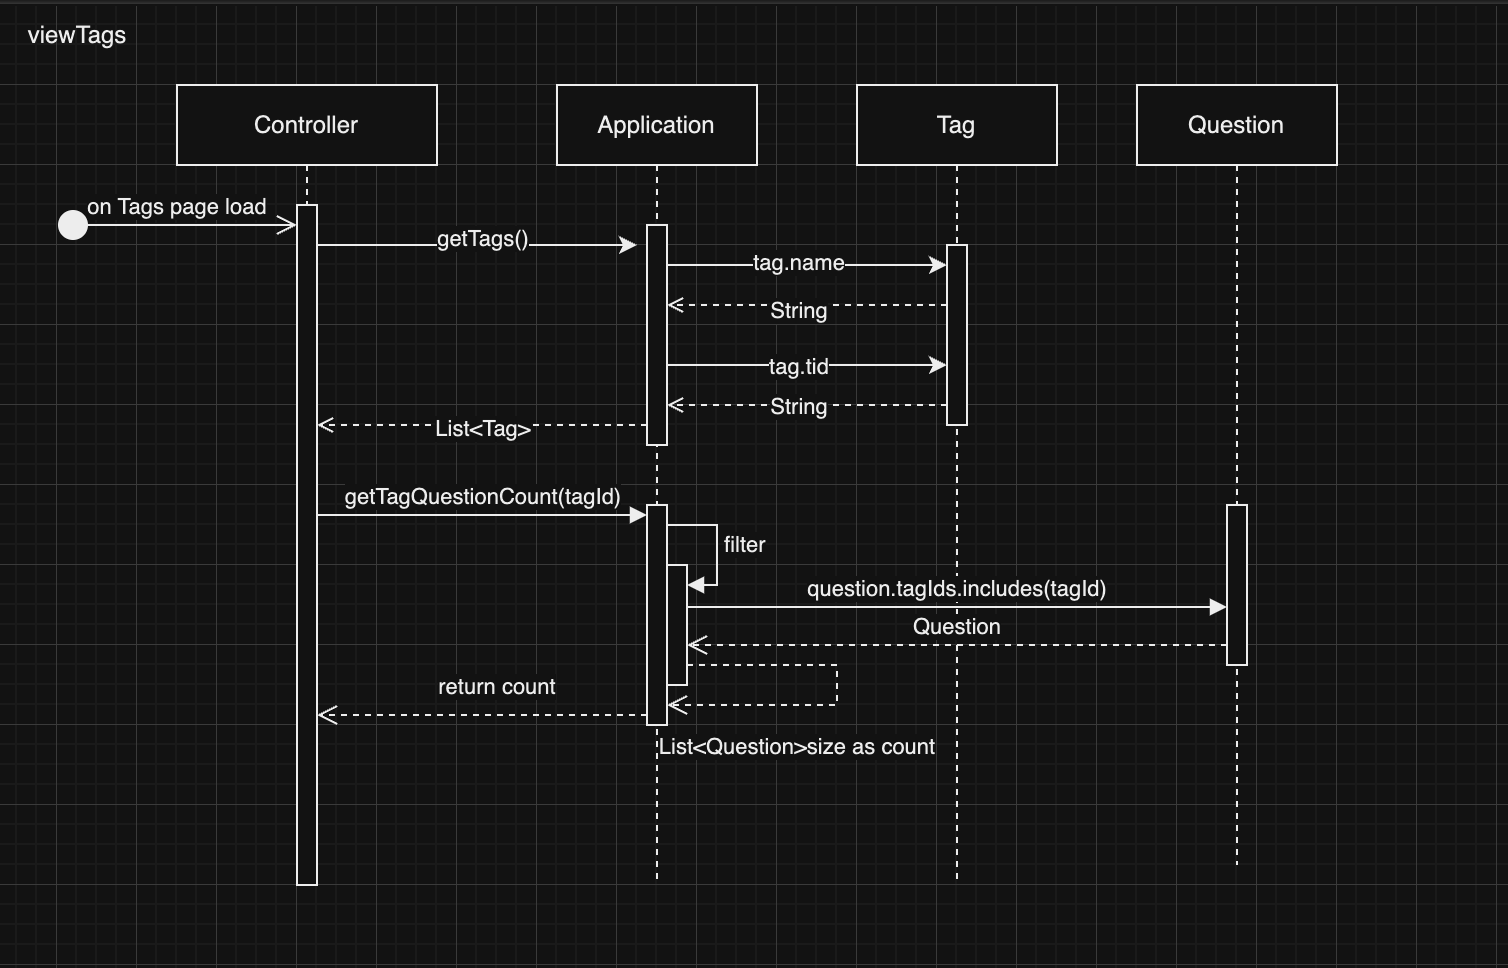 viewTags
Controller
Application
Tag
Question
on Tags page load
getTags()
tag.name
String
tag.tid
String
List<Tag>
getTagQuestionCount(tagId)
filter
question.tagIds.includes(tagId)
Question
return count
List<Question>size as count